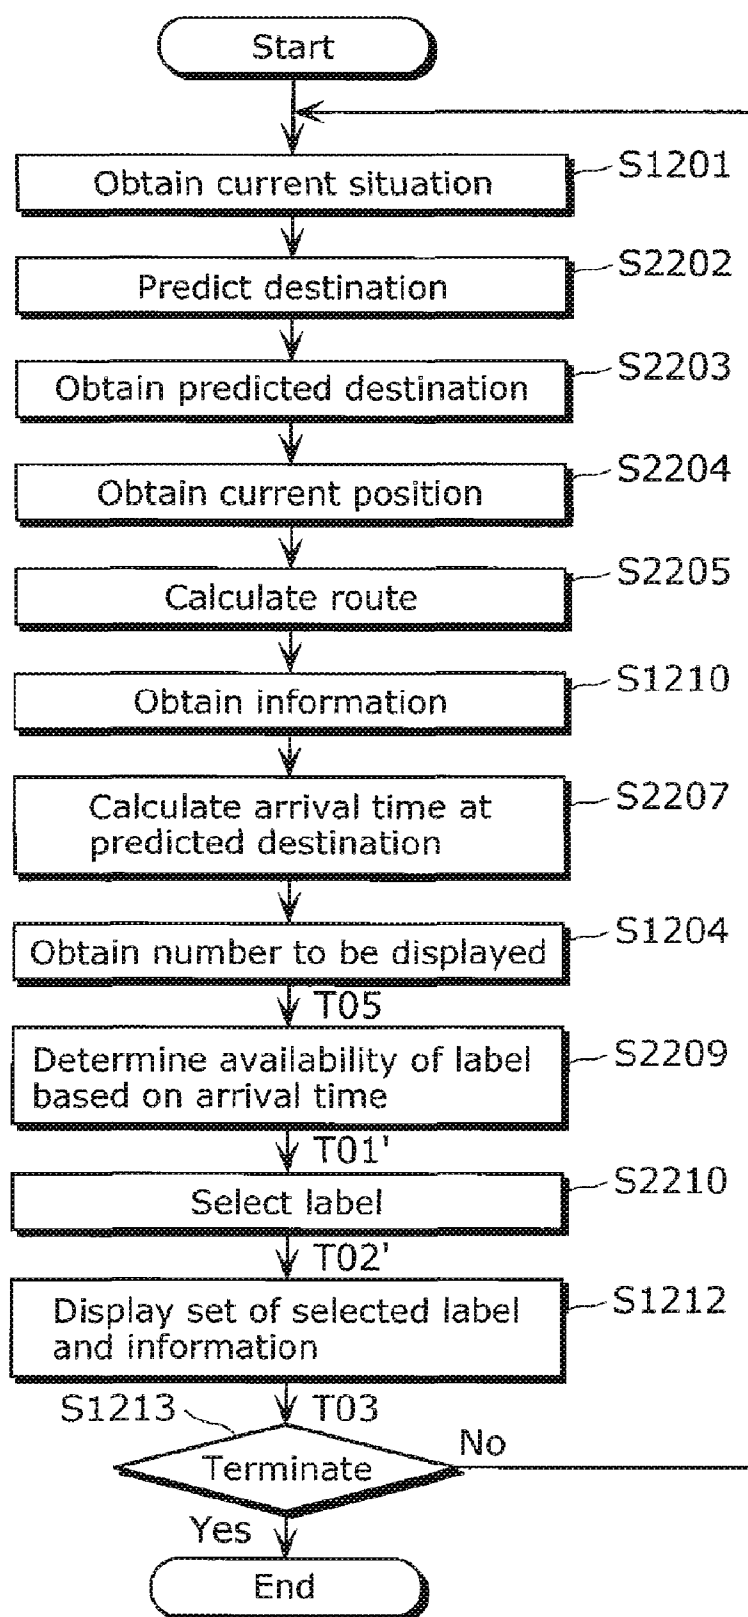 Start
Obtain current situation
S1201
Predict destination
S2202
Obtain predicted destination
S2203
Obtain current position
S2204
Calculate route
S2205
Obtain information
S1210
Calculate arrival time at
predicted destination
S2207
Obtain number to be displayed
S1204
T05
Determine availability of label
based on arrival time
S2209
T01'
Select label
S2210
T02'
Display set of selected label
and information
S1212
S1213
T03
Terminate
No
Yes
End